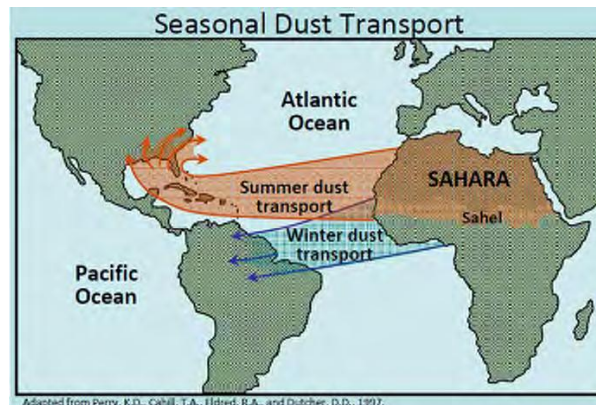 Seasonal Dust Transport
Atlantic
Ocean
SAHARA
Summer dust
transport
Sahel
Winter dust
transport
Pacific
Ocean
Adapted from Perry, K.D., Cahill, T.A., Eldred, R.A., and Dutcher, D.D., 1997.